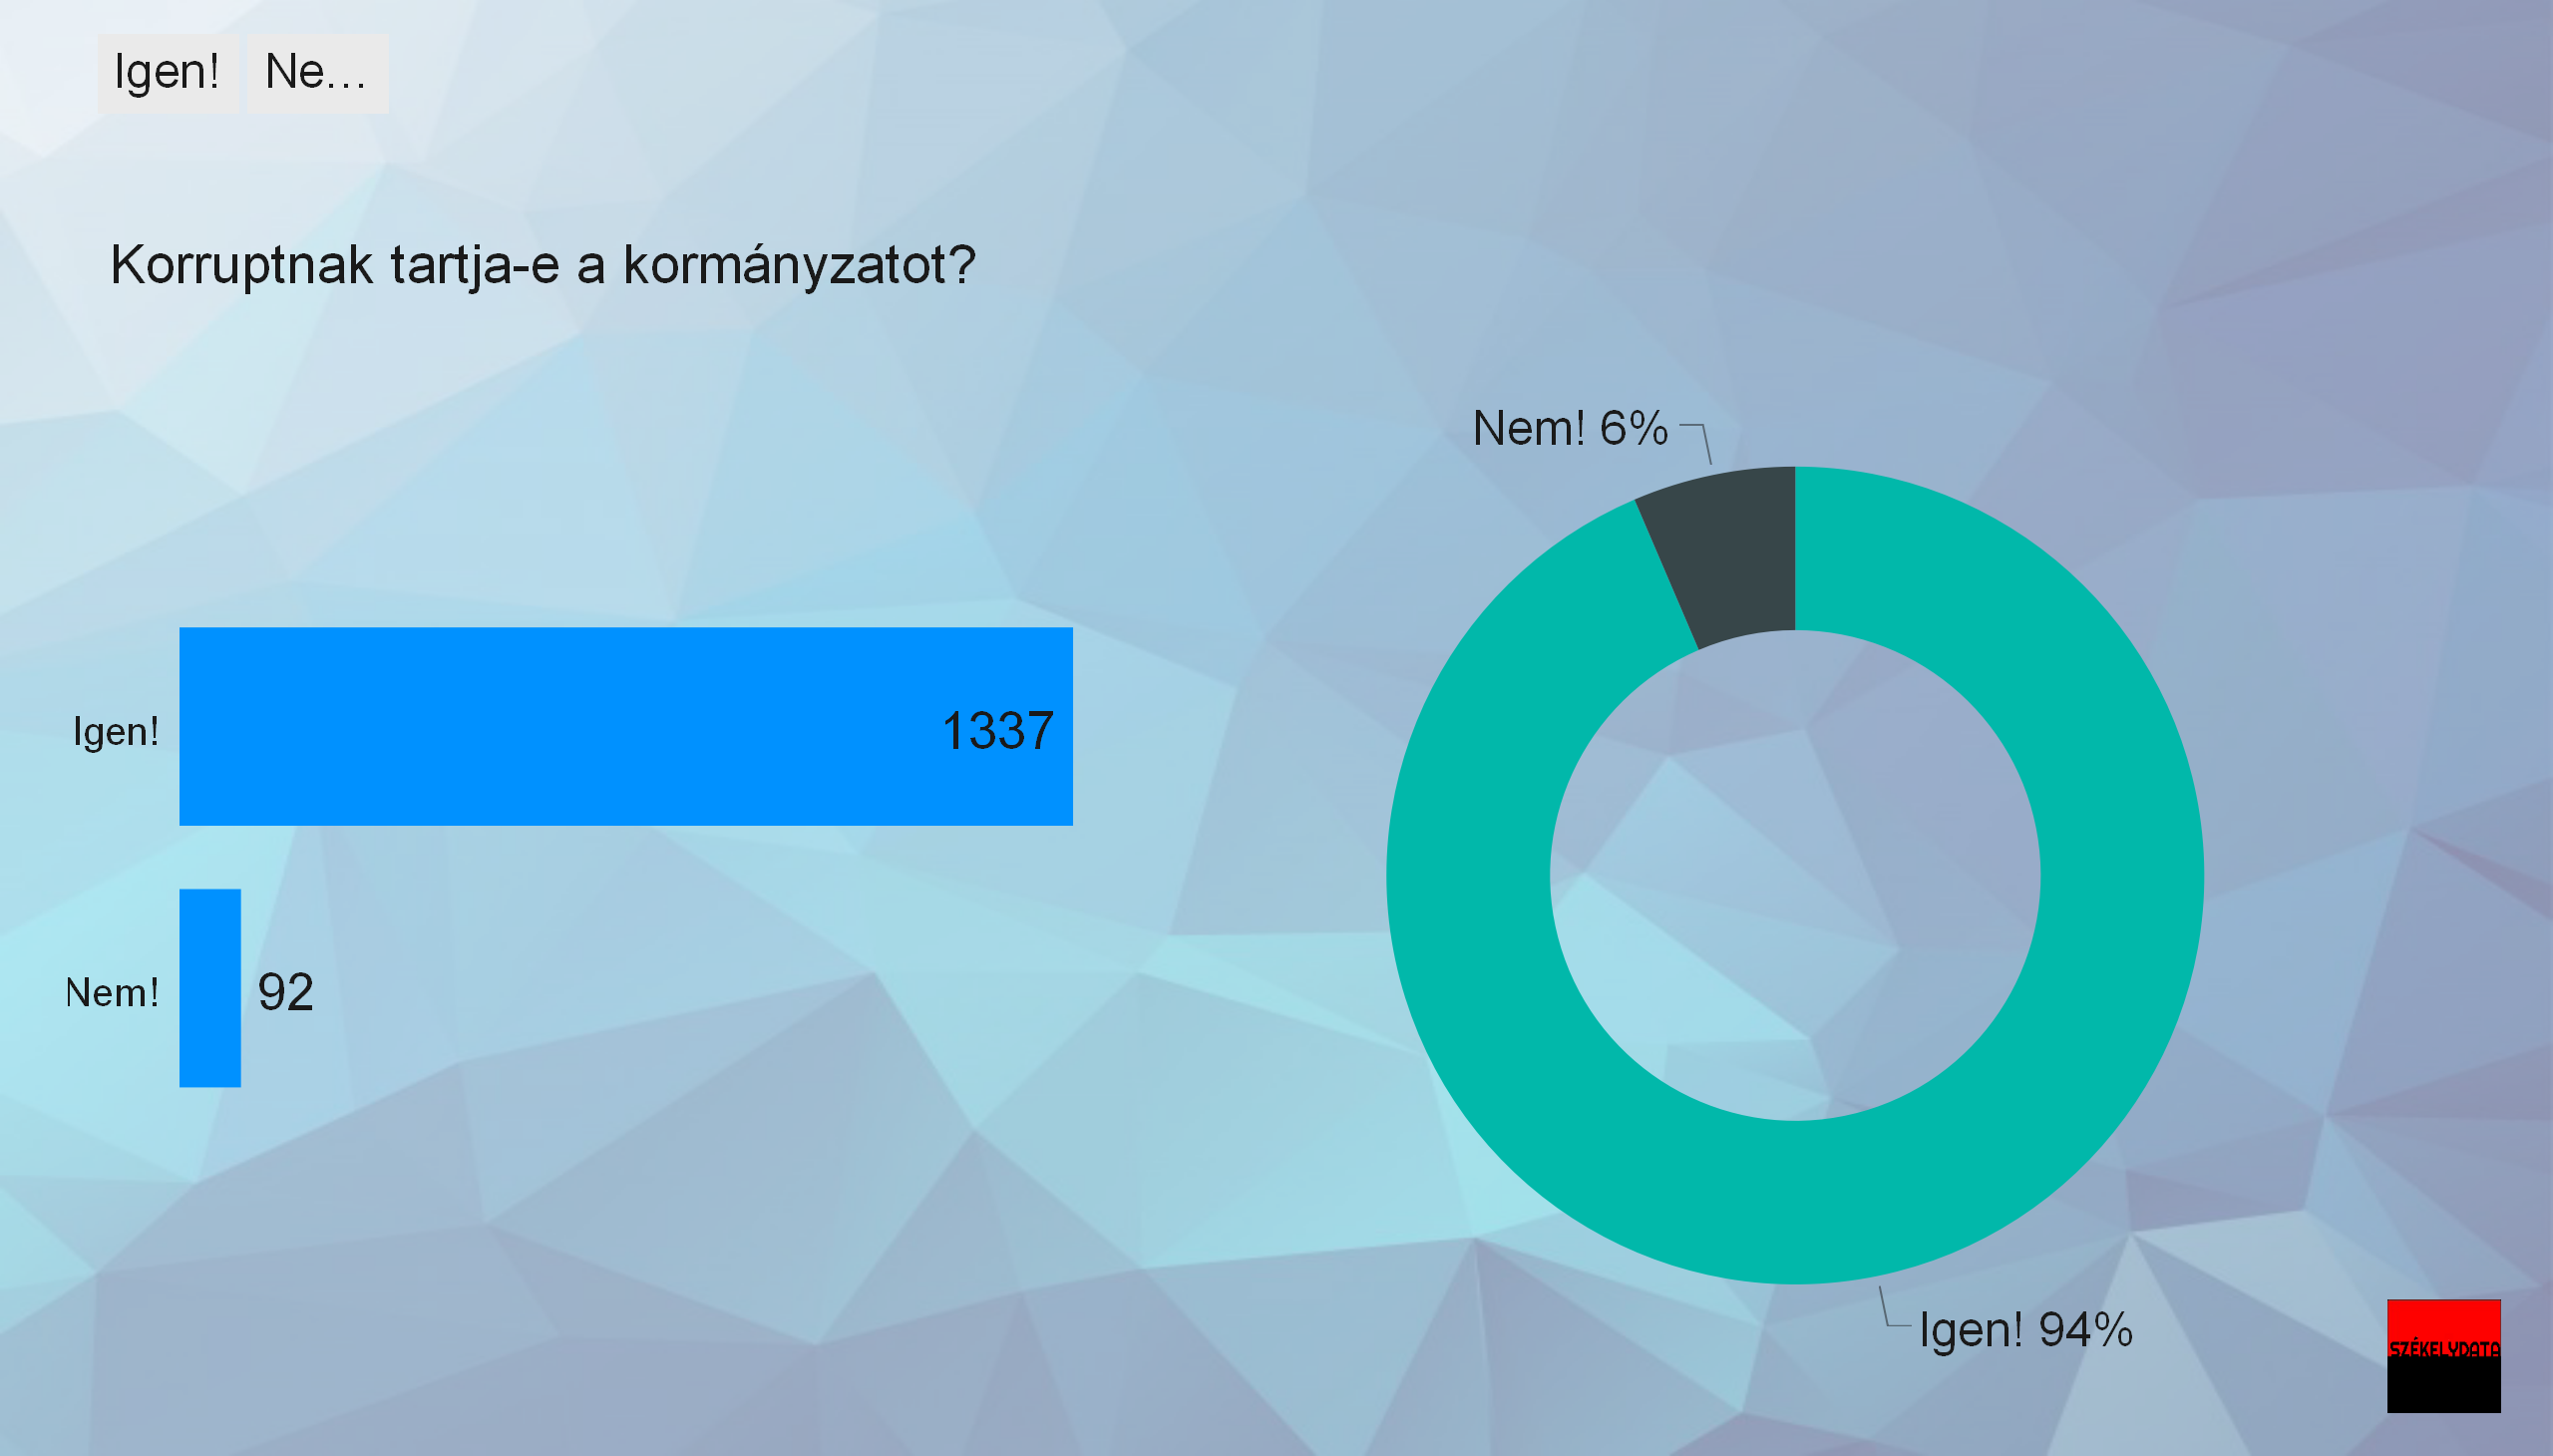 Igen! Ne...
Korruptnak tartja-e a kormányzatot?
Nem! 6%
Igen! 1337
Nem! 92
Igen! 94%
SZÉKELYDATA